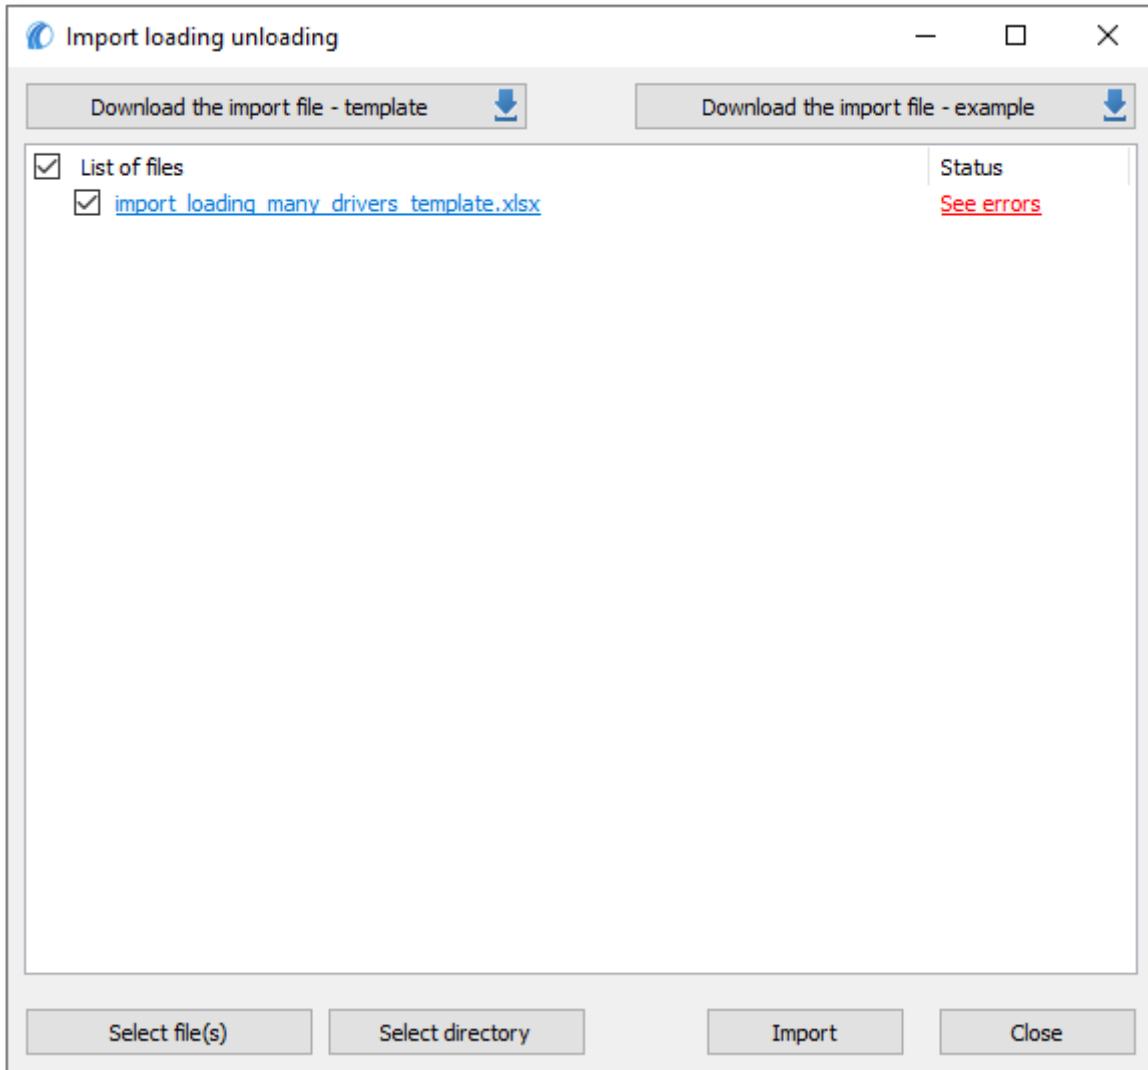 Import loading unloading
Download the import file - template
Download the import file - example
List of files
Status
import_loading_many_drivers_template.xlsx
See errors
Select file(s)
Select directory
Import
Close